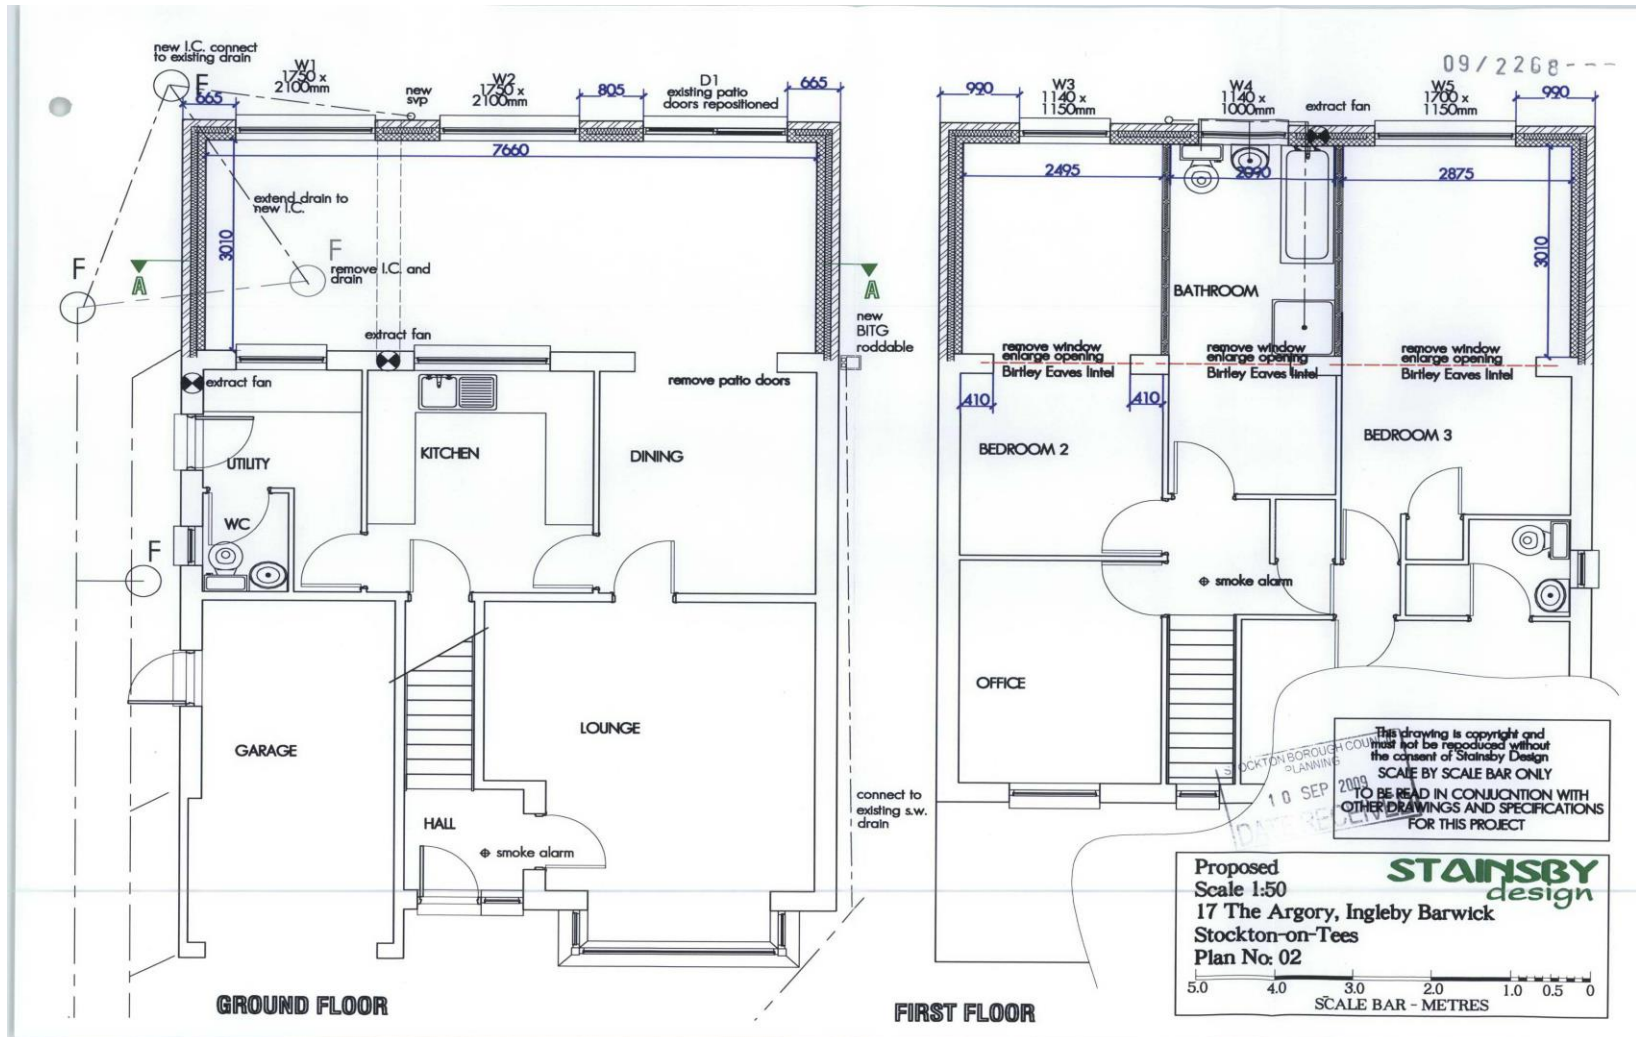 09/2268---
new I.C. connect
to existing drain
F
665
W1
1750 x
2100mm
new
svp
W2
1750 x
2100mm
805
D1
existing patio
doors repositioned
665
7660
extend drain to
new I.C.
3010
F
remove I.C. and
drain
F
A
A
new
BITG
roddable
extract fan
extract fan
remove patio doors
UTILITY
KITCHEN
DINING
WC
F
GARAGE
LOUNGE
HALL
smoke alarm
connect to
existing s.w.
drain
GROUND FLOOR
990
W3
1140 x
1150mm
W4
1140 x
1000mm
extract fan
W5
1700 x
1150mm
990
2495
2090
2875
3010
BATHROOM
remove window
enlarge opening
Birtley Eaves lintel
remove window
enlarge opening
Birtley Eaves lintel
remove window
enlarge opening
Birtley Eaves lintel
410
410
BEDROOM 2
BEDROOM 3
smoke alarm
OFFICE
FIRST FLOOR
STOCKTON BOROUGH COUNCIL
PLANNING
10 SEP 2009
DATE RECEIVED
This drawing is copyright and
must not be repoduced without
the consent of Stainsby Design
SCALE BY SCALE BAR ONLY
TO BE READ IN CONJUCNTION WITH
OTHER DRAWINGS AND SPECIFICATIONS
FOR THIS PROJECT
STAINSBY
design
Proposed
Scale 1:50
17 The Argory, Ingleby Barwick
Stockton-on-Tees
Plan No: 02
5.0 4.0 3.0 2.0 1.0 0.5 0
SCALE BAR - METRES